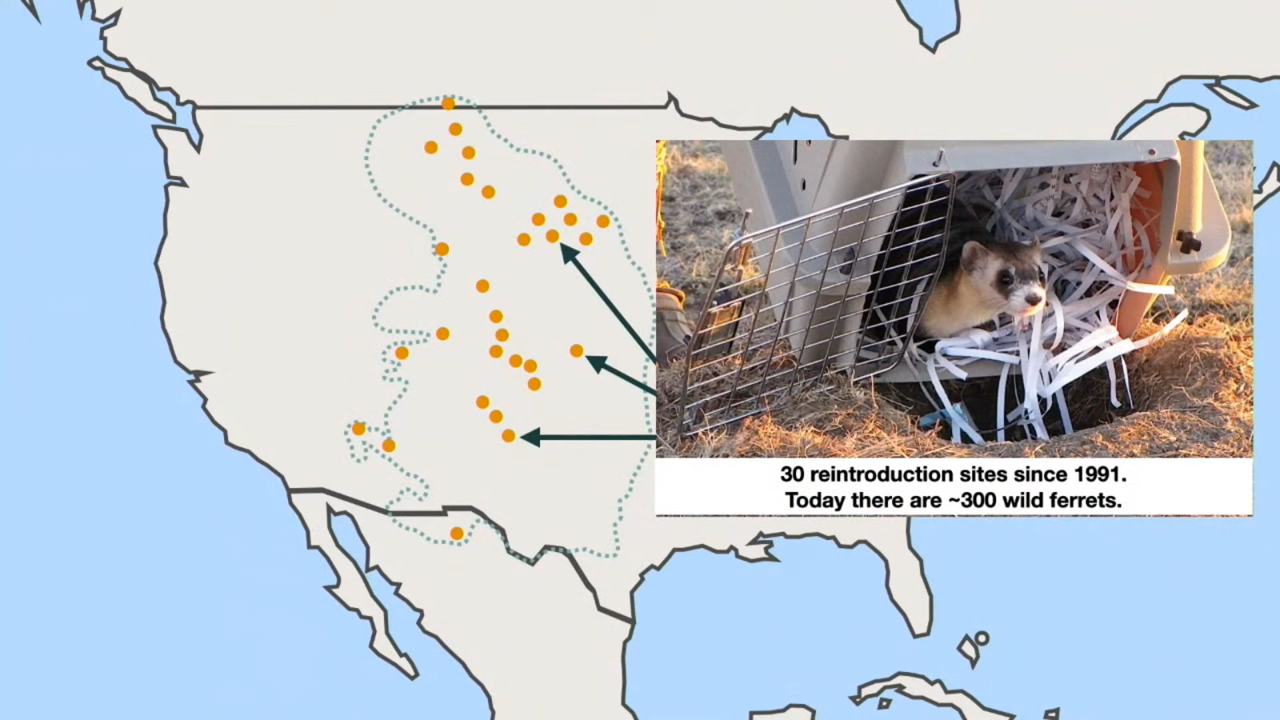 30 reintroduction sites since 1991.
Today there are ~300 wild ferrets.